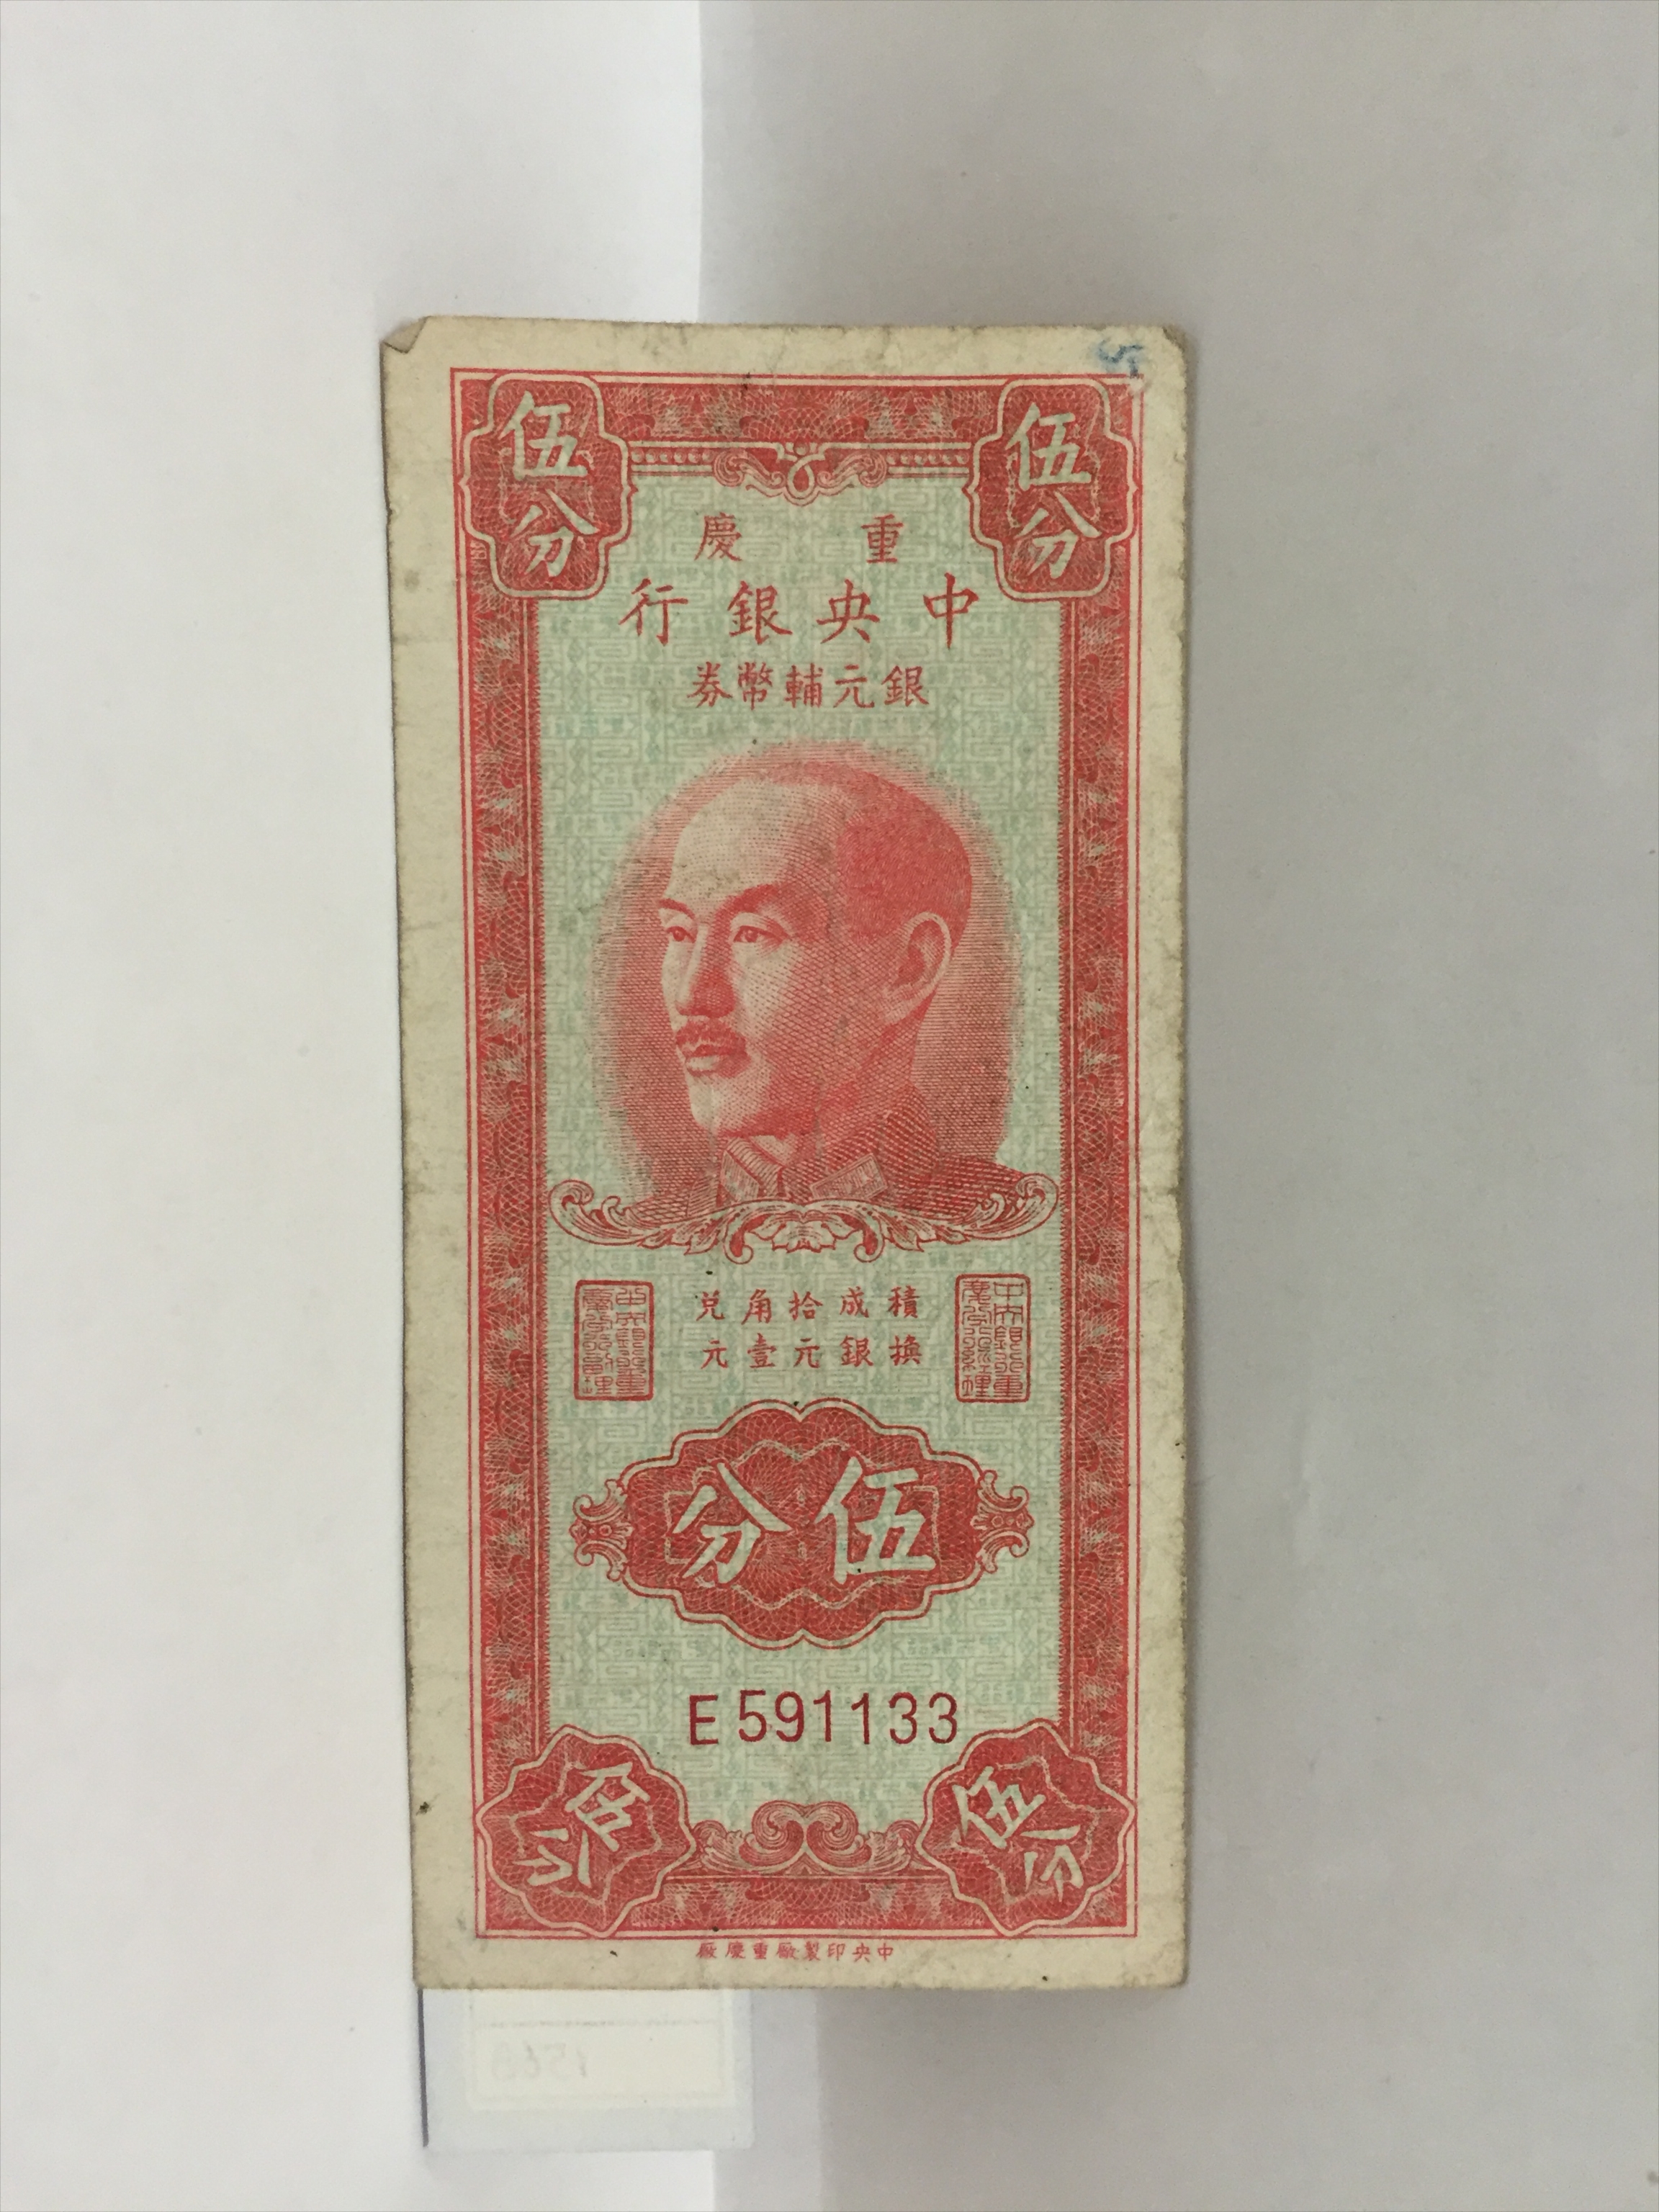 伍分
伍分
重慶
中央銀行
銀元輔幣券
積成拾角兌
換銀元壹元
伍分
E591133
伍分
伍分
中央印製廠重慶廠